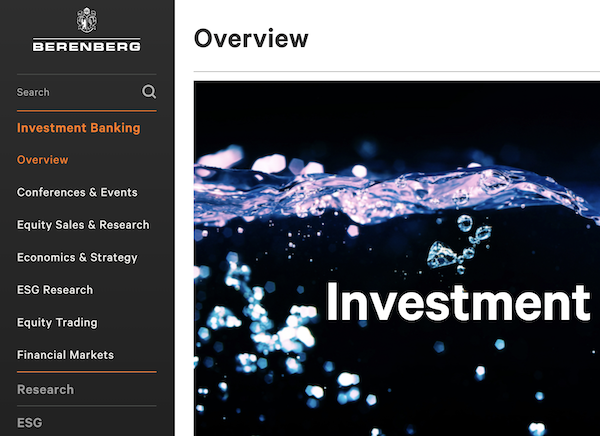 BERENBERG
Search
Investment Banking
Overview
Conferences & Events
Equity Sales & Research
Economics & Strategy
ESG Research
Equity Trading
Financial Markets
Research
ESG
Overview
Investment